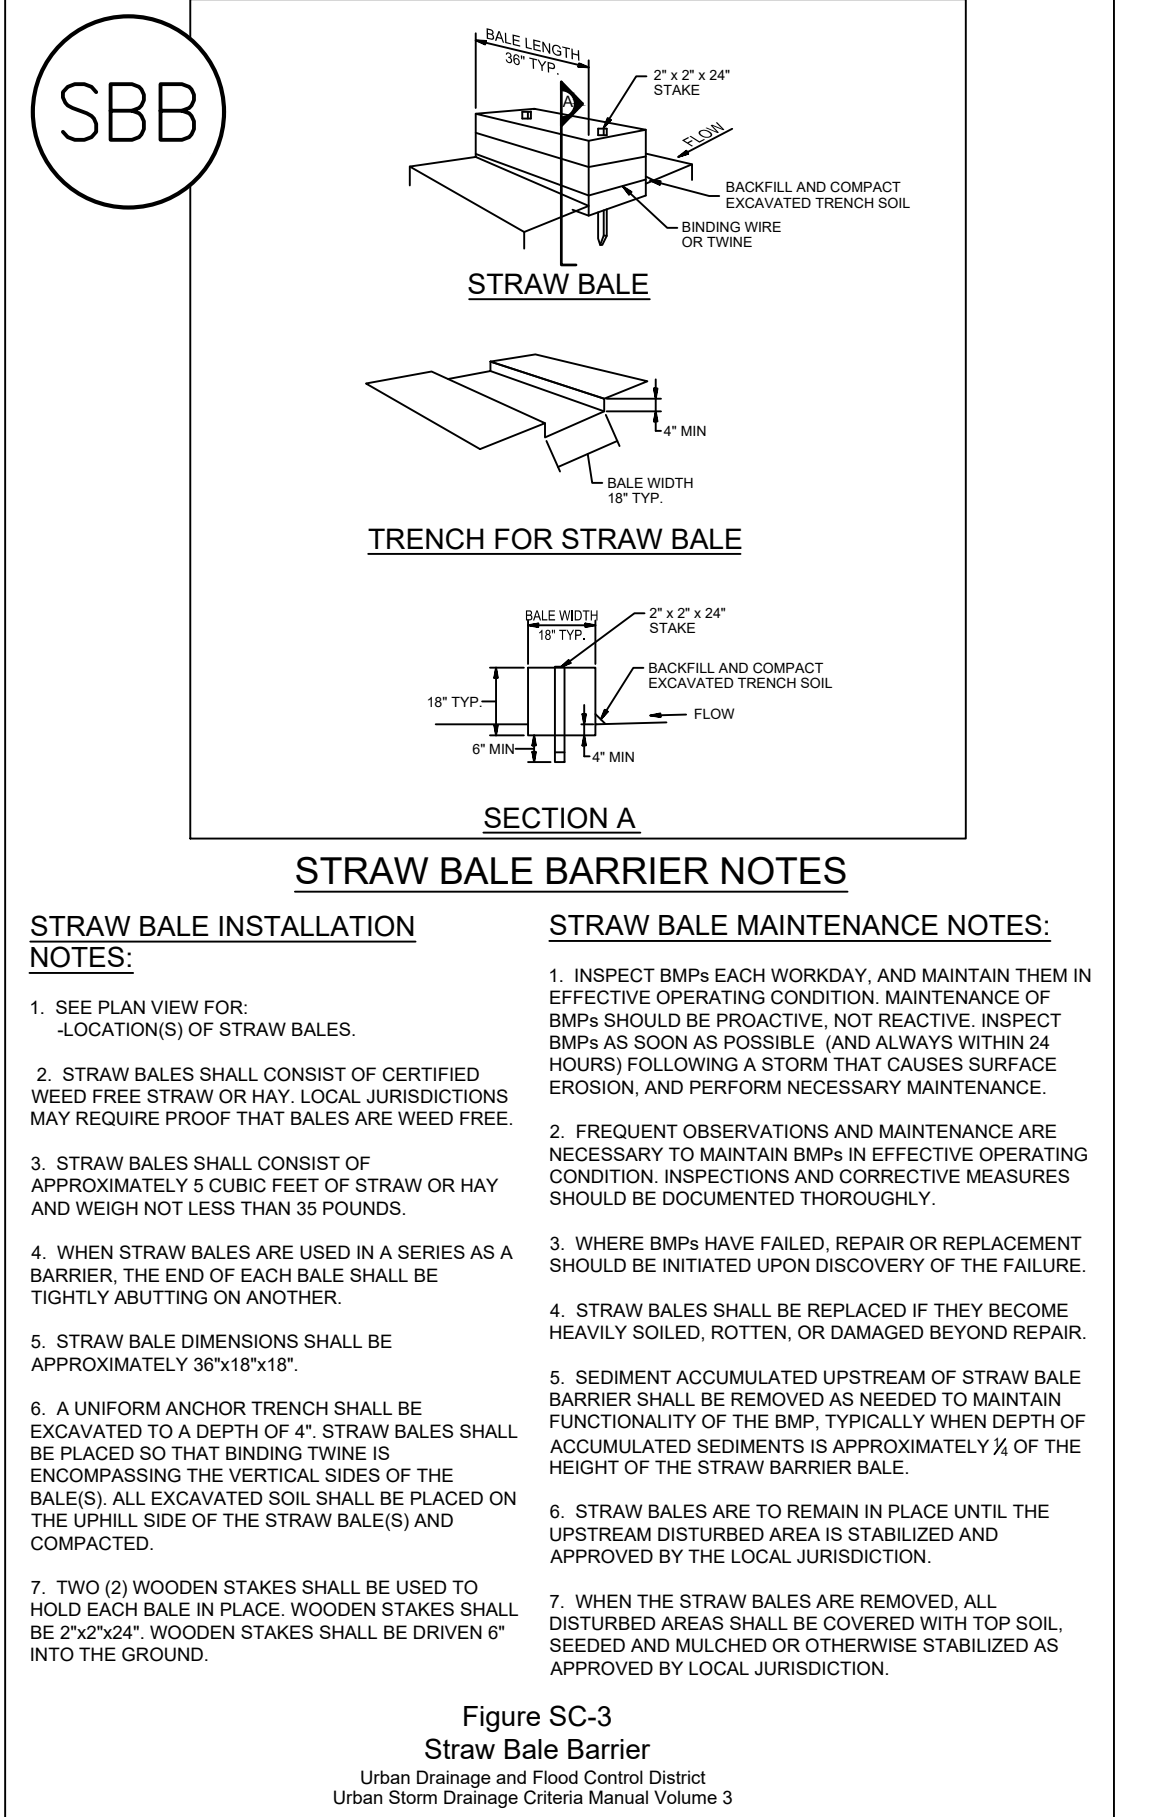 SBB
BALE LENGTH
36" TYP.
A
2" x 2" x 24"
STAKE
FLOW
BACKFILL AND COMPACT
EXCAVATED TRENCH SOIL
BINDING WIRE
OR TWINE
STRAW BALE
4" MIN
BALE WIDTH
18" TYP.
TRENCH FOR STRAW BALE
BALE WIDTH
18" TYP.
2" x 2" x 24"
STAKE
BACKFILL AND COMPACT
EXCAVATED TRENCH SOIL
18" TYP.
FLOW
6" MIN
4" MIN
SECTION A
STRAW BALE BARRIER NOTES
STRAW BALE INSTALLATION
NOTES:
1. SEE PLAN VIEW FOR:
-LOCATION(S) OF STRAW BALES.
2. STRAW BALES SHALL CONSIST OF CERTIFIED
WEED FREE STRAW OR HAY. LOCAL JURISDICTIONS
MAY REQUIRE PROOF THAT BALES ARE WEED FREE.
3. STRAW BALES SHALL CONSIST OF
APPROXIMATELY 5 CUBIC FEET OF STRAW OR HAY
AND WEIGH NOT LESS THAN 35 POUNDS.
4. WHEN STRAW BALES ARE USED IN A SERIES AS A
BARRIER, THE END OF EACH BALE SHALL BE
TIGHTLY ABUTTING ON ANOTHER.
5. STRAW BALE DIMENSIONS SHALL BE
APPROXIMATELY 36"x18"x18".
6. A UNIFORM ANCHOR TRENCH SHALL BE
EXCAVATED TO A DEPTH OF 4". STRAW BALES SHALL
BE PLACED SO THAT BINDING TWINE IS
ENCOMPASSING THE VERTICAL SIDES OF THE
BALE(S). ALL EXCAVATED SOIL SHALL BE PLACED ON
THE UPHILL SIDE OF THE STRAW BALE(S) AND
COMPACTED.
7. TWO (2) WOODEN STAKES SHALL BE USED TO
HOLD EACH BALE IN PLACE. WOODEN STAKES SHALL
BE 2"x2"x24". WOODEN STAKES SHALL BE DRIVEN 6"
INTO THE GROUND.
STRAW BALE MAINTENANCE NOTES:
1. INSPECT BMPs EACH WORKDAY, AND MAINTAIN THEM IN
EFFECTIVE OPERATING CONDITION. MAINTENANCE OF
BMPs SHOULD BE PROACTIVE, NOT REACTIVE. INSPECT
BMPs AS SOON AS POSSIBLE (AND ALWAYS WITHIN 24
HOURS) FOLLOWING A STORM THAT CAUSES SURFACE
EROSION, AND PERFORM NECESSARY MAINTENANCE.
2. FREQUENT OBSERVATIONS AND MAINTENANCE ARE
NECESSARY TO MAINTAIN BMPs IN EFFECTIVE OPERATING
CONDITION. INSPECTIONS AND CORRECTIVE MEASURES
SHOULD BE DOCUMENTED THOROUGHLY.
3. WHERE BMPs HAVE FAILED, REPAIR OR REPLACEMENT
SHOULD BE INITIATED UPON DISCOVERY OF THE FAILURE.
4. STRAW BALES SHALL BE REPLACED IF THEY BECOME
HEAVILY SOILED, ROTTEN, OR DAMAGED BEYOND REPAIR.
5. SEDIMENT ACCUMULATED UPSTREAM OF STRAW BALE
BARRIER SHALL BE REMOVED AS NEEDED TO MAINTAIN
FUNCTIONALITY OF THE BMP, TYPICALLY WHEN DEPTH OF
ACCUMULATED SEDIMENTS IS APPROXIMATELY ¼ OF THE
HEIGHT OF THE STRAW BARRIER BALE.
6. STRAW BALES ARE TO REMAIN IN PLACE UNTIL THE
UPSTREAM DISTURBED AREA IS STABILIZED AND
APPROVED BY THE LOCAL JURISDICTION.
7. WHEN THE STRAW BALES ARE REMOVED, ALL
DISTURBED AREAS SHALL BE COVERED WITH TOP SOIL,
SEEDED AND MULCHED OR OTHERWISE STABILIZED AS
APPROVED BY LOCAL JURISDICTION.
Figure SC-3
Straw Bale Barrier
Urban Drainage and Flood Control District
Urban Storm Drainage Criteria Manual Volume 3